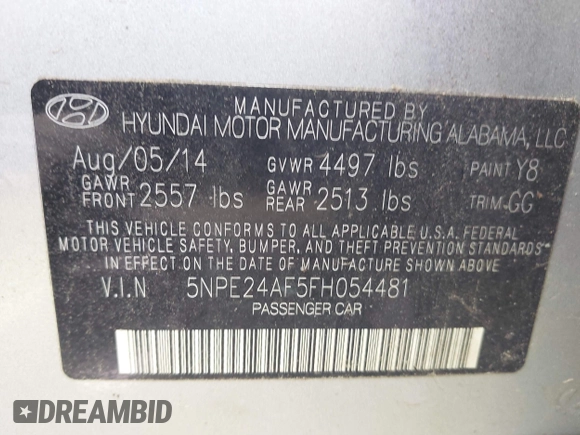 MANUFACTURED BY
HYUNDAI MOTOR MANUFACTURING ALABAMA, LLC
Aug/05/14 GVWR 4497 lbs PAINT Y8
GAWR FRONT 2557 lbs GAWR REAR 2513 lbs TRIM GG
THIS VEHICLE CONFORMS TO ALL APPLICABLE U.S.A. FEDERAL
MOTOR VEHICLE SAFETY, BUMPER, AND THEFT PREVENTION STANDARDS
IN EFFECT ON THE DATE OF MANUFACTURE SHOWN ABOVE
V.I.N 5NPE24AF5FH054481
PASSENGER CAR
DREAMBID